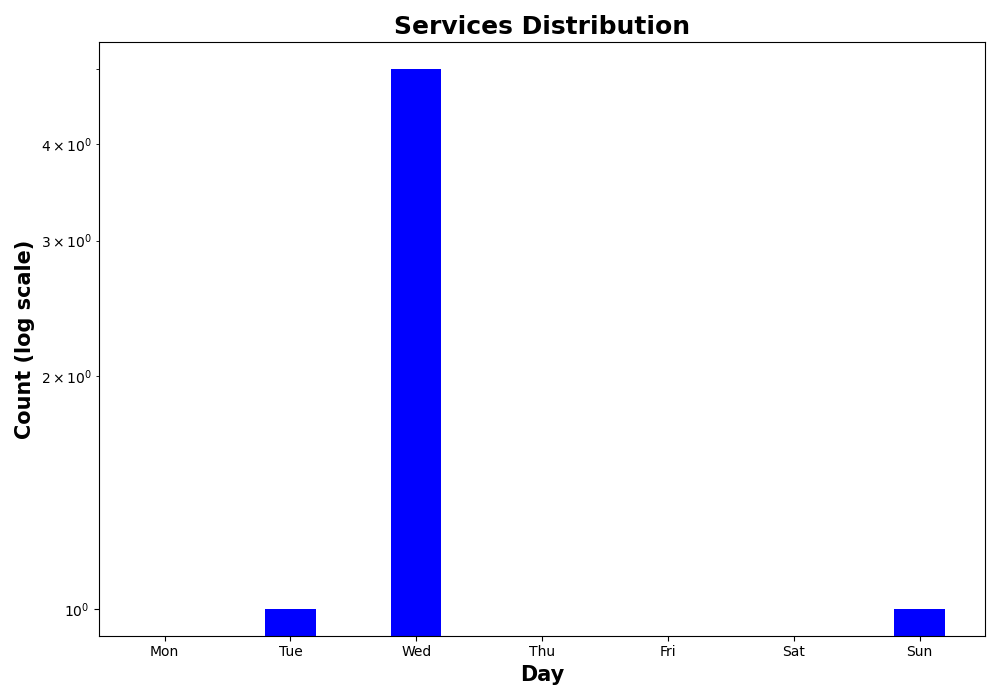 Services Distribution
Count (log scale)
4 × 10⁰
3 × 10⁰
2 × 10⁰
10⁰
Mon Tue Wed Thu Fri Sat Sun
Day